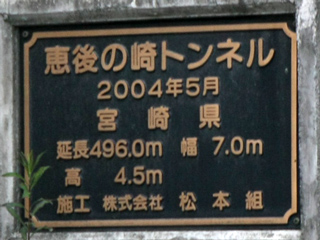 恵後の崎トンネル
2004年5月
宮崎県
延長496.0m 幅 7.0m
高 4.5m
施工 株式会社 松本組